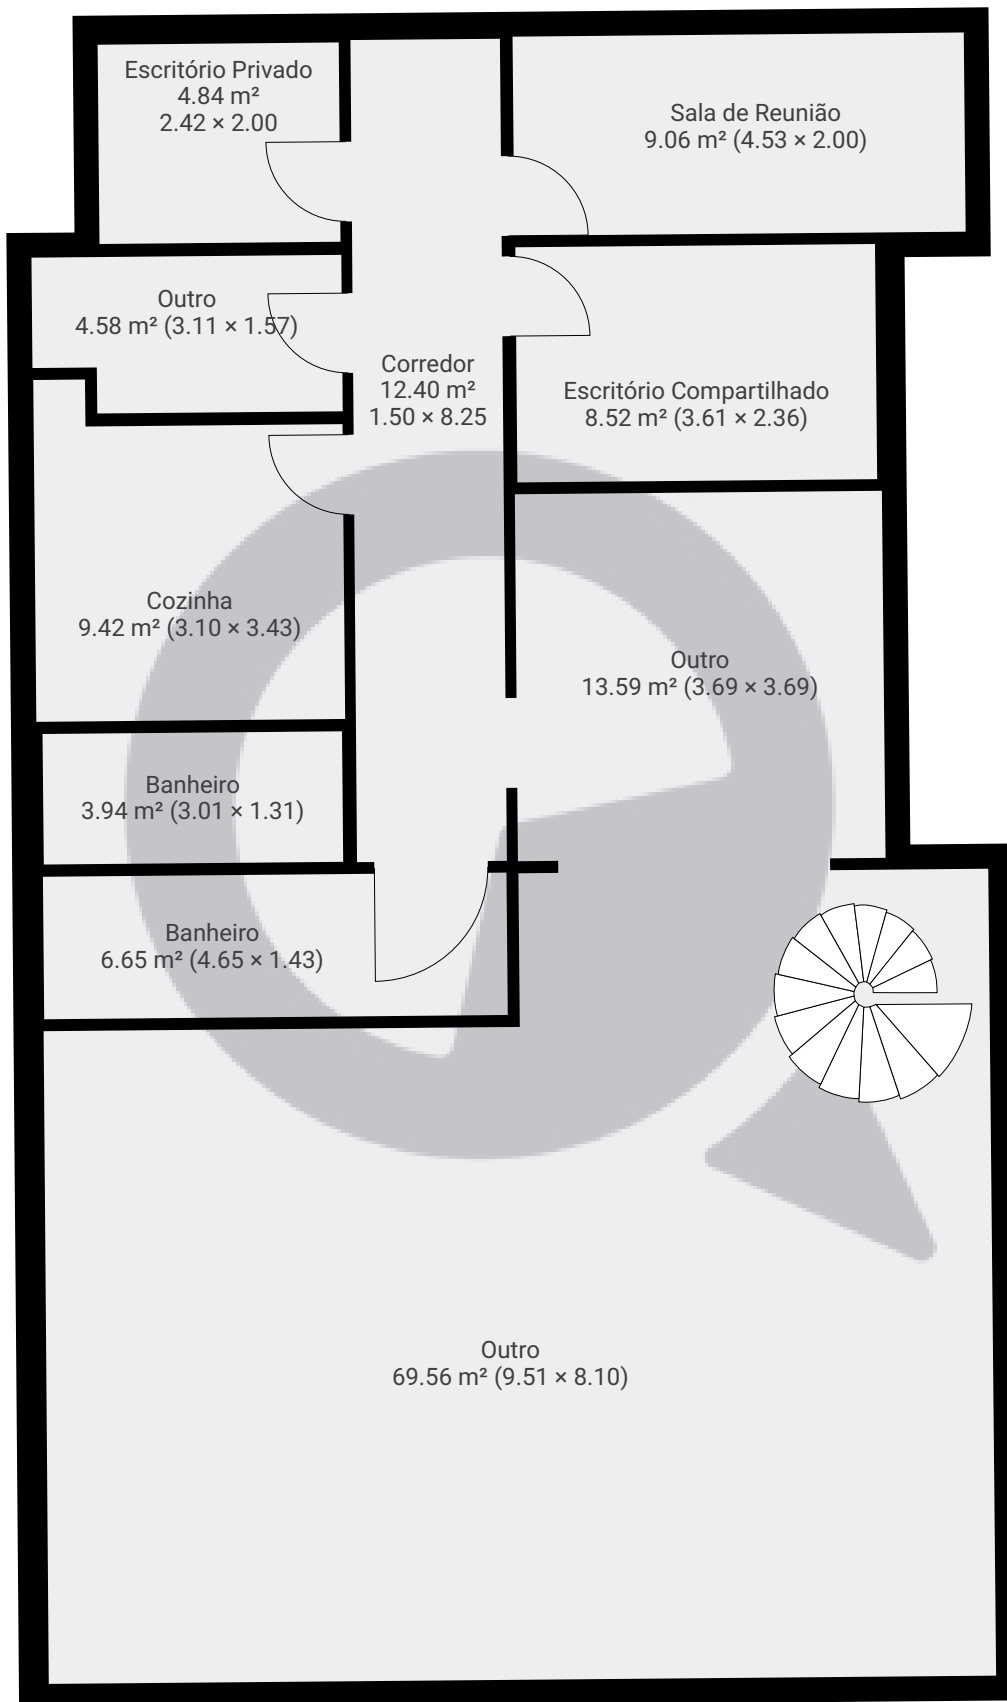 Escritório Privado
4.84 m²
2.42 × 2.00
Sala de Reunião
9.06 m² (4.53 × 2.00)
Outro
4.58 m² (3.11 × 1.57)
Corredor
12.40 m²
1.50 × 8.25
Escritório Compartilhado
8.52 m² (3.61 × 2.36)
Cozinha
9.42 m² (3.10 × 3.43)
Outro
13.59 m² (3.69 × 3.69)
Banheiro
3.94 m² (3.01 × 1.31)
Banheiro
6.65 m² (4.65 × 1.43)
Outro
69.56 m² (9.51 × 8.10)